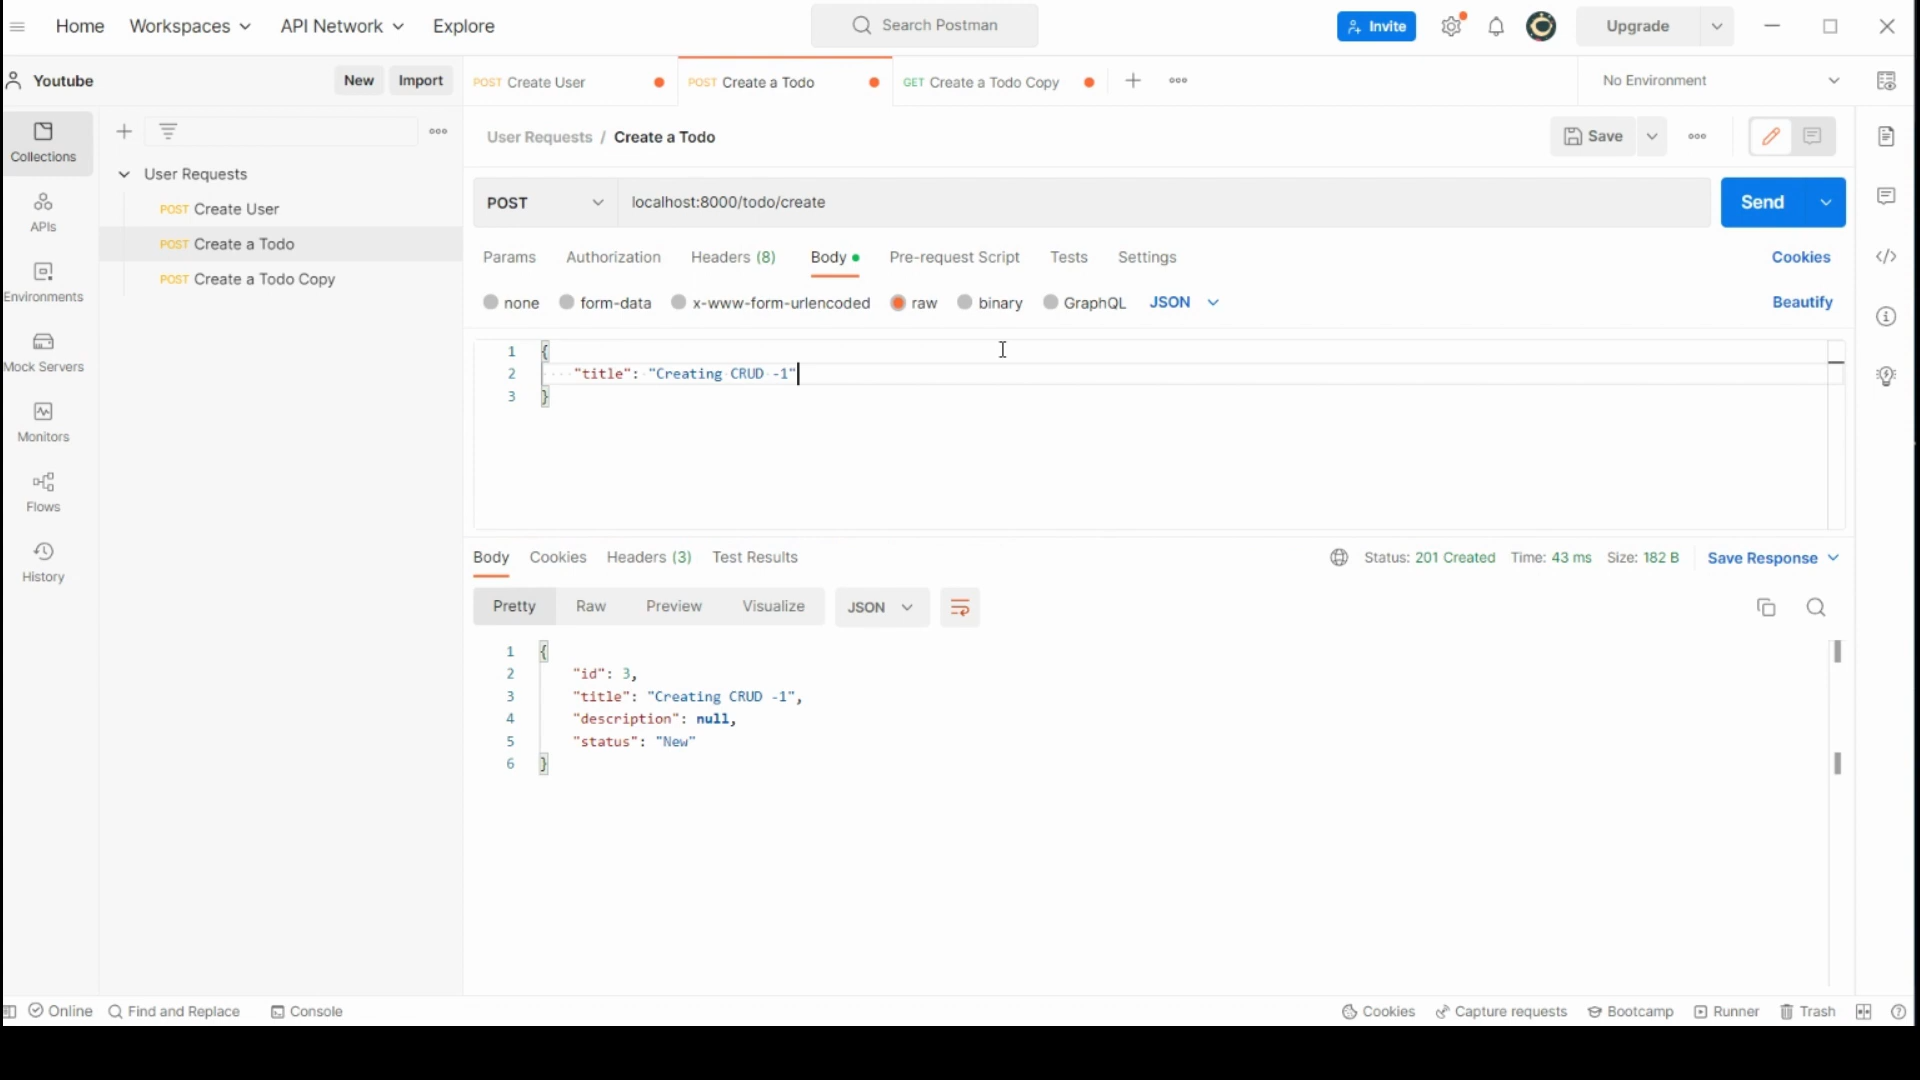 Home Workspaces API Network Explore Search Postman Invite Upgrade
Youtube New Import POST Create User POST Create a Todo GET Create a Todo Copy No Environment
Collections
APIs
Environments
Mock Servers
Monitors
Flows
History
User Requests
POST Create User
POST Create a Todo
POST Create a Todo Copy
User Requests / Create a Todo Save
POST localhost:8000/todo/create Send
Params Authorization Headers (8) Body Pre-request Script Tests Settings Cookies
none form-data x-www-form-urlencoded raw binary GraphQL JSON Beautify
1 {
2 "title": "Creating CRUD -1"
3 }
Body Cookies Headers (3) Test Results Status: 201 Created Time: 43 ms Size: 182 B Save Response
Pretty Raw Preview Visualize JSON
1 {
2 "id": 3,
3 "title": "Creating CRUD -1",
4 "description": null,
5 "status": "New"
6 }
Online Find and Replace Console Cookies Capture requests Bootcamp Runner Trash